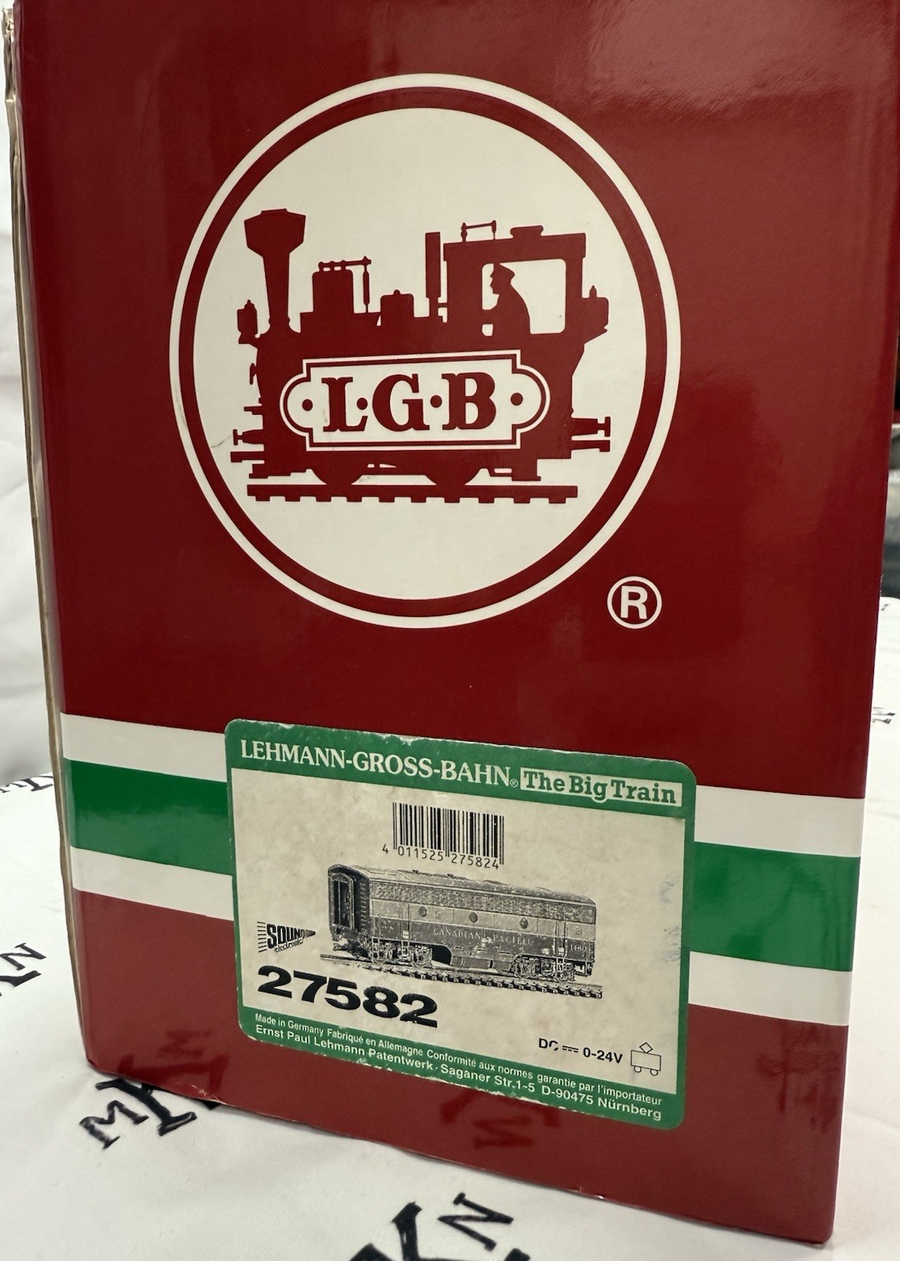 L·G·B
®
LEHMANN-GROSS-BAHN® The Big Train
4 011525 275824
CANADIAN PACIFIC
SOUND
electronic
27582
DC 0-24V
Made in Germany Fabriqué en Allemagne Conformité aux normes garantie par l'importateur
Ernst Paul Lehmann Patentwerk · Saganer Str.1-5 D-90475 Nürnberg